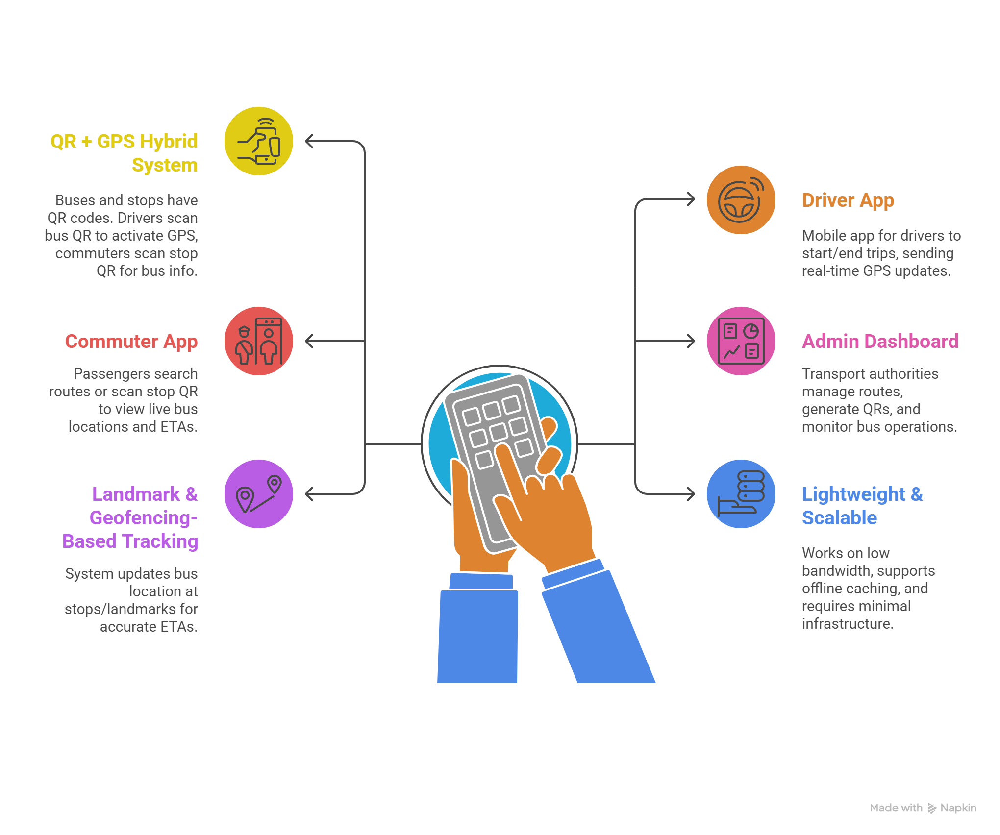 QR + GPS Hybrid
System
Buses and stops have
QR codes. Drivers scan
bus QR to activate GPS,
commuters scan stop
QR for bus info.
Commuter App
Passengers search
routes or scan stop QR
to view live bus
locations and ETAs.
Landmark &
Geofencing-
Based Tracking
System updates bus
location at
stops/landmarks for
accurate ETAs.
Driver App
Mobile app for drivers to
start/end trips, sending
real-time GPS updates.
Admin Dashboard
Transport authorities
manage routes,
generate QRs, and
monitor bus operations.
Lightweight &
Scalable
Works on low
bandwidth, supports
offline caching, and
requires minimal
infrastructure.
Made with Napkin